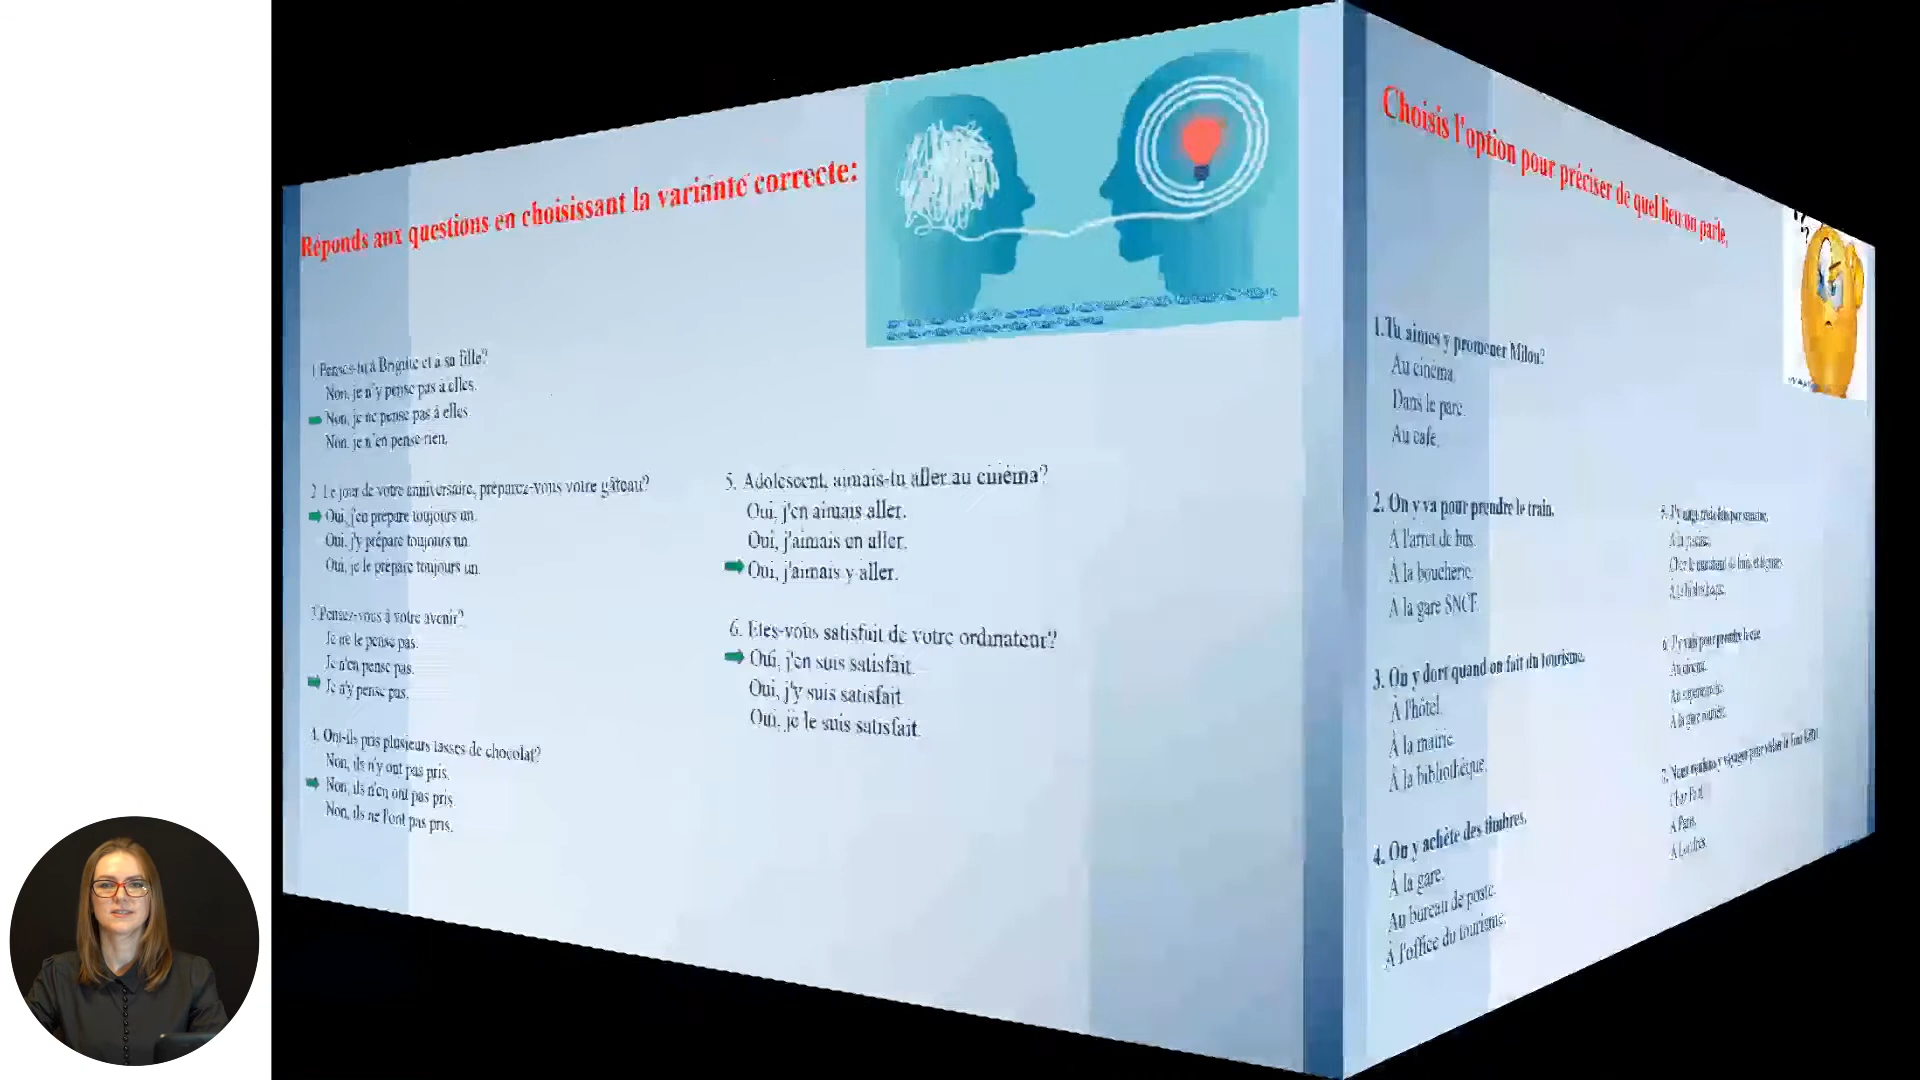 Réponds aux questions en choisissant la variante correcte:
1 Penses-tu à Brigitte et à sa fille?
Non, je n'y pense pas à elles.
Non, je ne pense pas à elles.
Non, je n'en pense rien.
2. Le jour de votre anniversaire, préparez-vous votre gâteau?
Oui, j'en prépare toujours un.
Oui, j'y prépare toujours un.
Oui, je le prépare toujours un.
3. Pensez-vous à votre avenir?
Je ne le pense pas.
Je n'en pense pas.
Je n'y pense pas.
4. Ont-ils pris plusieurs tasses de chocolat?
Non, ils n'y ont pas pris.
Non, ils n'en ont pas pris.
Non, ils ne l'ont pas pris.
5. Adolescent, aimais-tu aller au cinéma?
Oui, j'en aimais aller.
Oui, j'aimais en aller.
Oui, j'aimais y aller.
6. Etes-vous satisfait de votre ordinateur?
Oui, j'en suis satisfait.
Oui, j'y suis satisfait
Oui, je le suis satisfait.
Choisis l'option pour préciser de quel lieu on parle.
1.Tu aimes y promener Milou?
Au cinéma.
Dans le parc.
Au café.
2. On y va pour prendre le train.
À l'arrêt de bus.
À la boucherie.
À la gare SNCF.
3. On y dort quand on fait du tourisme.
À l'hôtel.
À la mairie.
À la bibliothèque.
4. On y achète des timbres.
À la gare.
Au bureau de poste.
À l'office du tourisme.
À Paris.
À Londres.